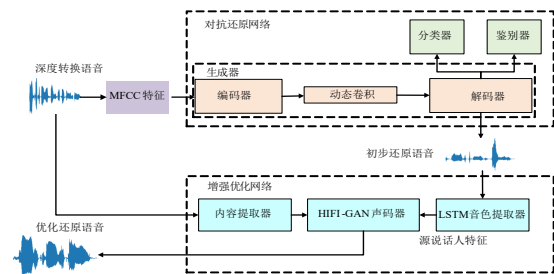 对抗还原网络
分类器
鉴别器
深度转换语音
生成器
MFCC 特征
编码器
动态卷积
解码器
初步还原语音
增强优化网络
优化还原语音
内容提取器
HIFI-GAN 声码器
LSTM音色提取器
源说话人特征